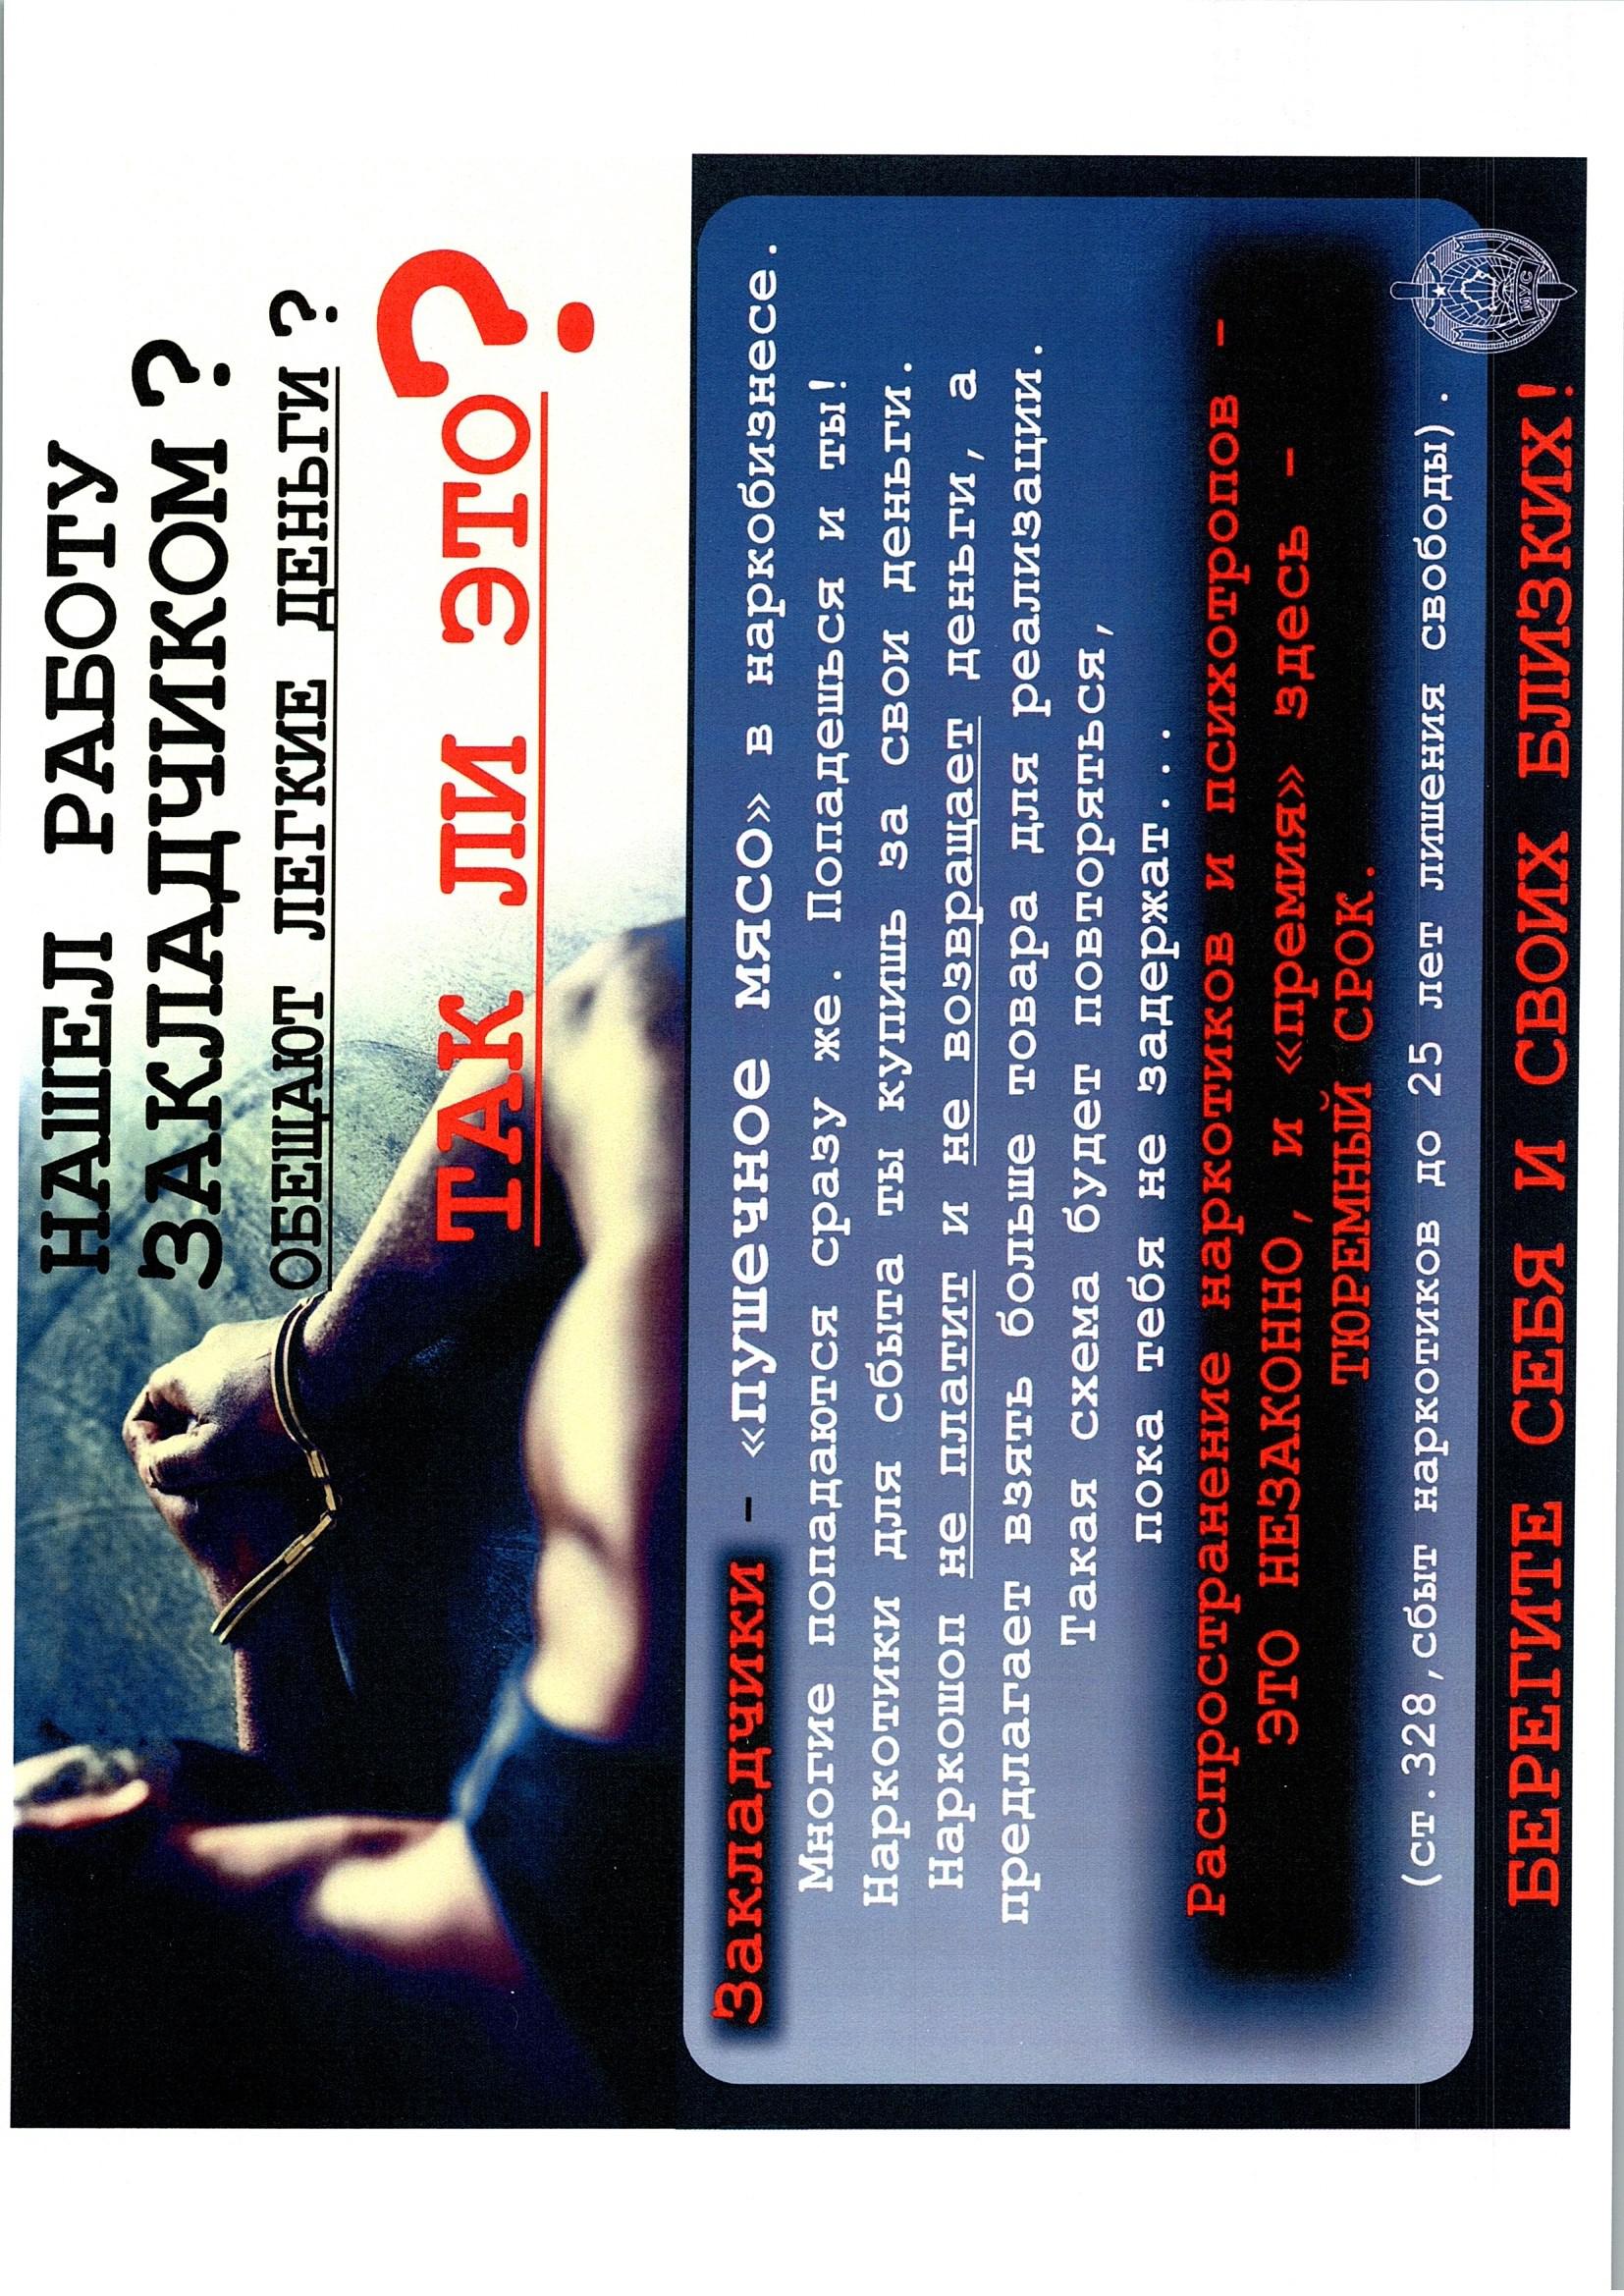 НАШЕЛ РАБОТУ
ЗАКЛАДЧИКОМ?
ОБЕЩАЮТ ЛЕГКИЕ ДЕНЬГИ?
ТАК ЛИ ЭТО?
Закладчики – «пушечное мясо» в наркобизнесе.
Многие попадаются сразу же. Попадешься и ты!
Наркотики для сбыта ты купишь за свои деньги.
Наркошоп не платит и не возвращает деньги, а
предлагает взять больше товара для реализации.
Такая схема будет повторяться,
пока тебя не задержат...
Распространение наркотиков и психотропов –
ЭТО НЕЗАКОННО, и «премия» здесь –
ТЮРЕМНЫЙ СРОК.
(ст.328,сбыт наркотиков до 25 лет лишения свободы).
МУС
БЕРЕГИТЕ СЕБЯ И СВОИХ БЛИЗКИХ!